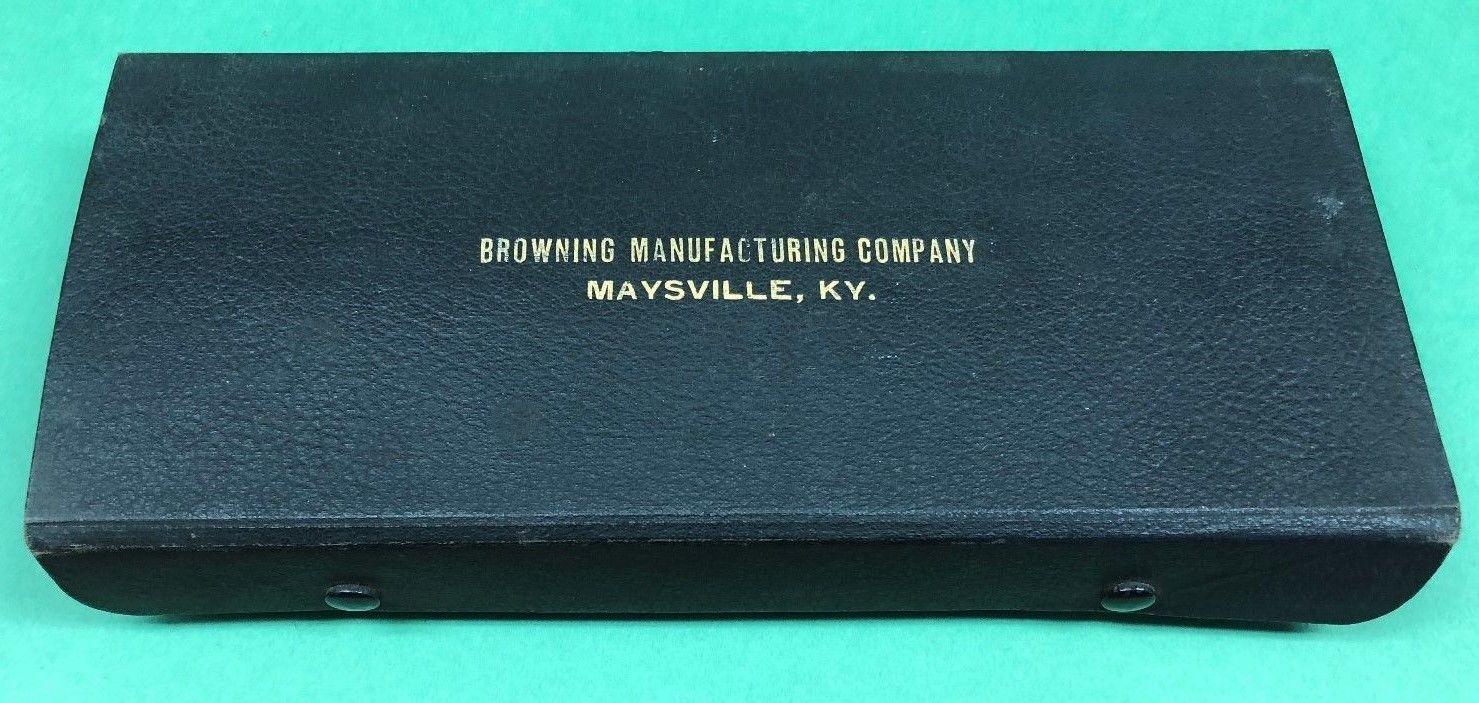 BROWNING MANUFACTURING COMPANY
MAYSVILLE, KY.